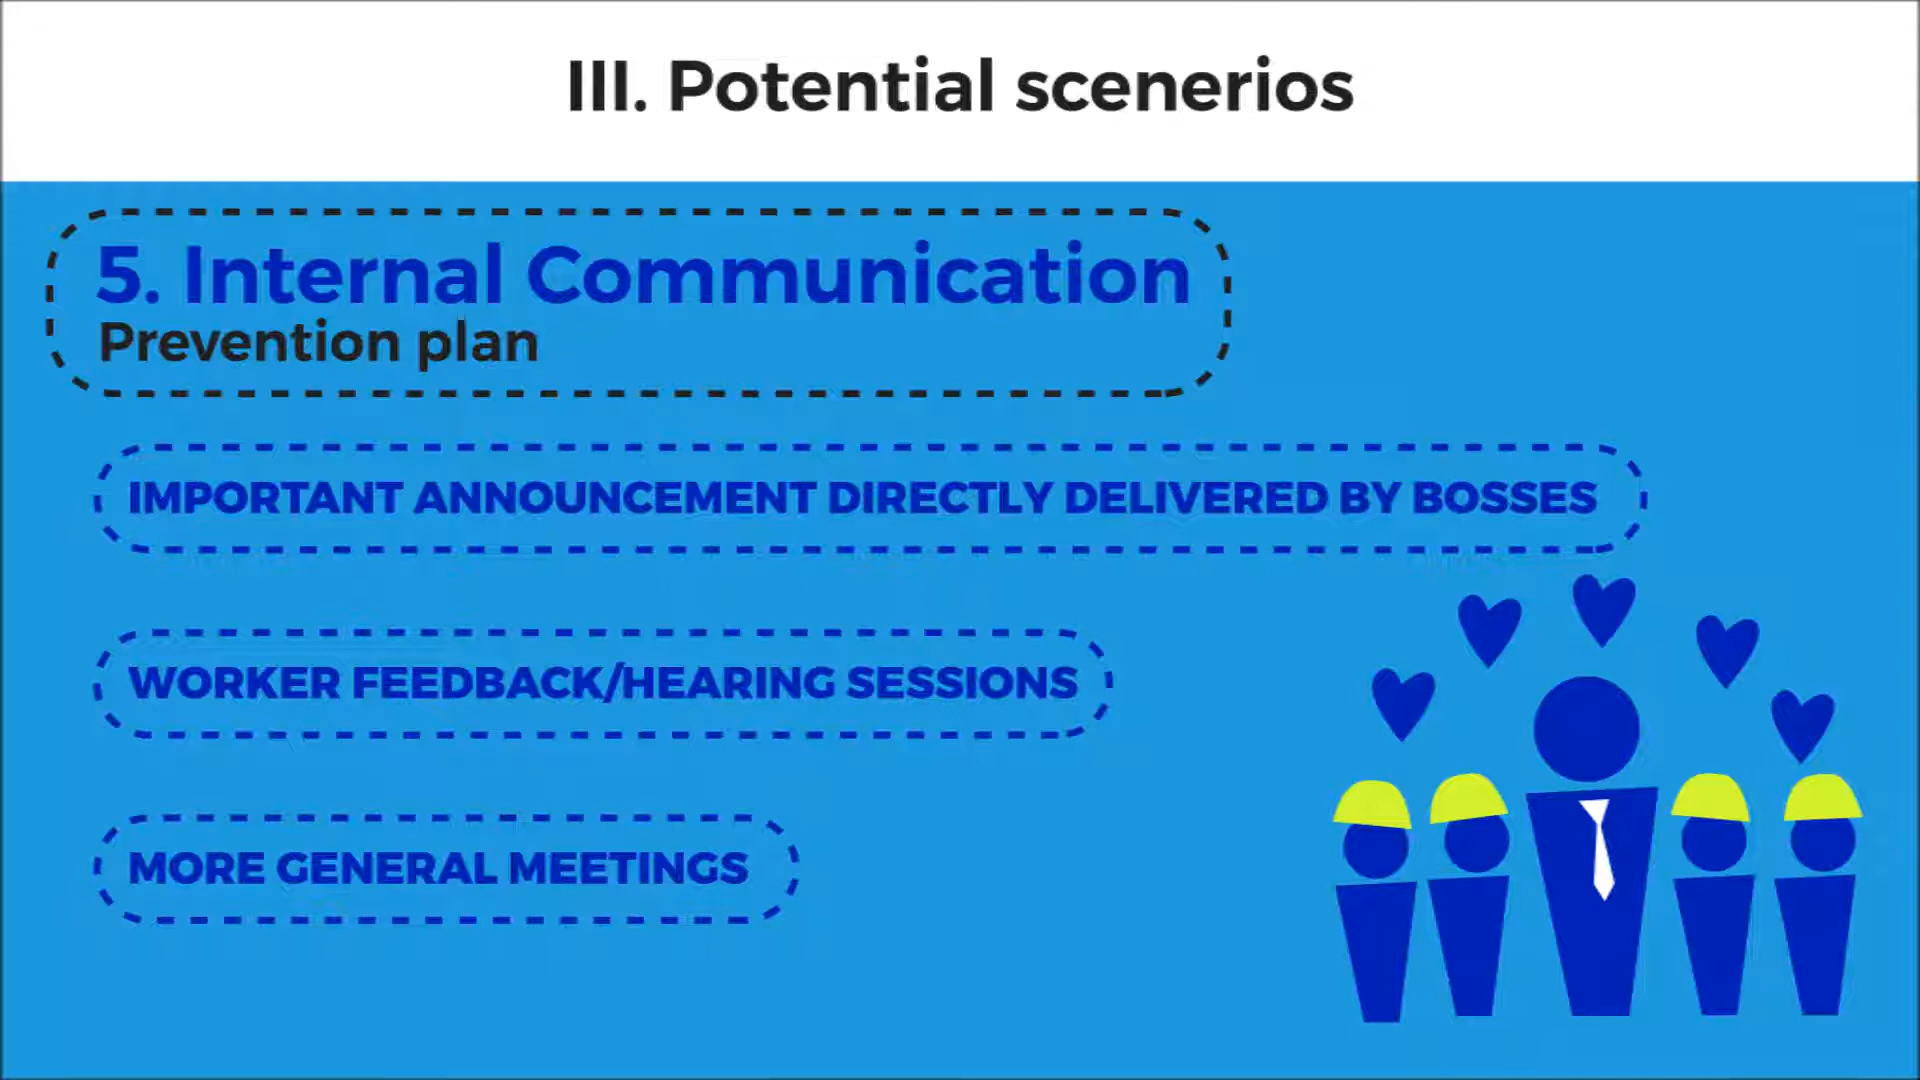 III. Potential scenerios
5. Internal Communication
Prevention plan
IMPORTANT ANNOUNCEMENT DIRECTLY DELIVERED BY BOSSES
WORKER FEEDBACK/HEARING SESSIONS
MORE GENERAL MEETINGS